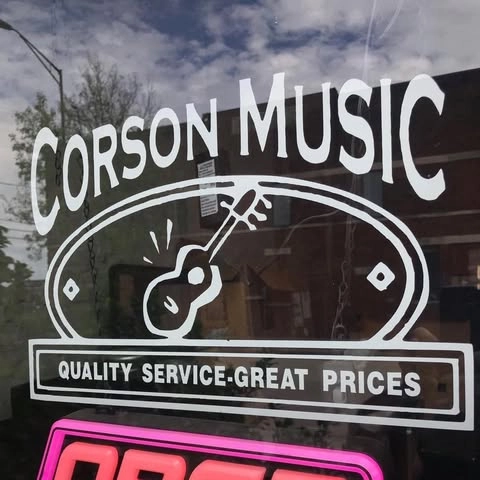 CORSON MUSIC
QUALITY SERVICE-GREAT PRICES